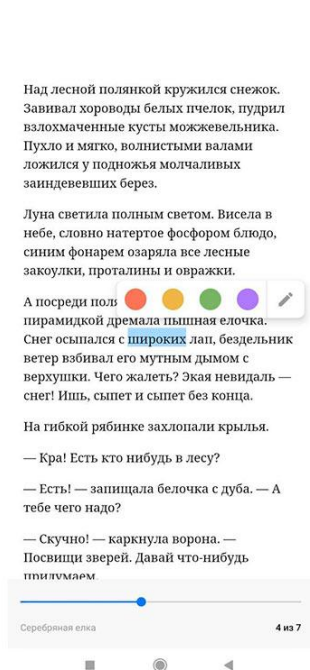 Над лесной полянкой кружился снежок.
Завивал хороводы белых пчелок, пудрил
взлохмаченные кусты можжевельника.
Пухло и мягко, волнистыми валами
ложился у подножья молчаливых
заиндевевших берез.
Луна светила полным светом. Висела в
небе, словно натертое фосфором блюдо,
синим фонарем озаряла все лесные
закоулки, проталины и овражки.
А посреди
пирамидкой дремала пышная елочка.
Снег осыпался с широких лап, бездельник
ветер взбивал его мутным дымом с
верхушки. Чего жалеть? Экая невидаль —
снег! Ишь, сыпет и сыпет без конца.
На гибкой рябинке захлопали крылья.
— Кра! Есть кто нибудь в лесу?
— Есть! — запищала белочка с дуба. — А
тебе чего надо?
— Скучно! — каркнула ворона. —
Посвищи зверей. Давай что-нибудь
придумаем.
Серебряная елка
4 из 7